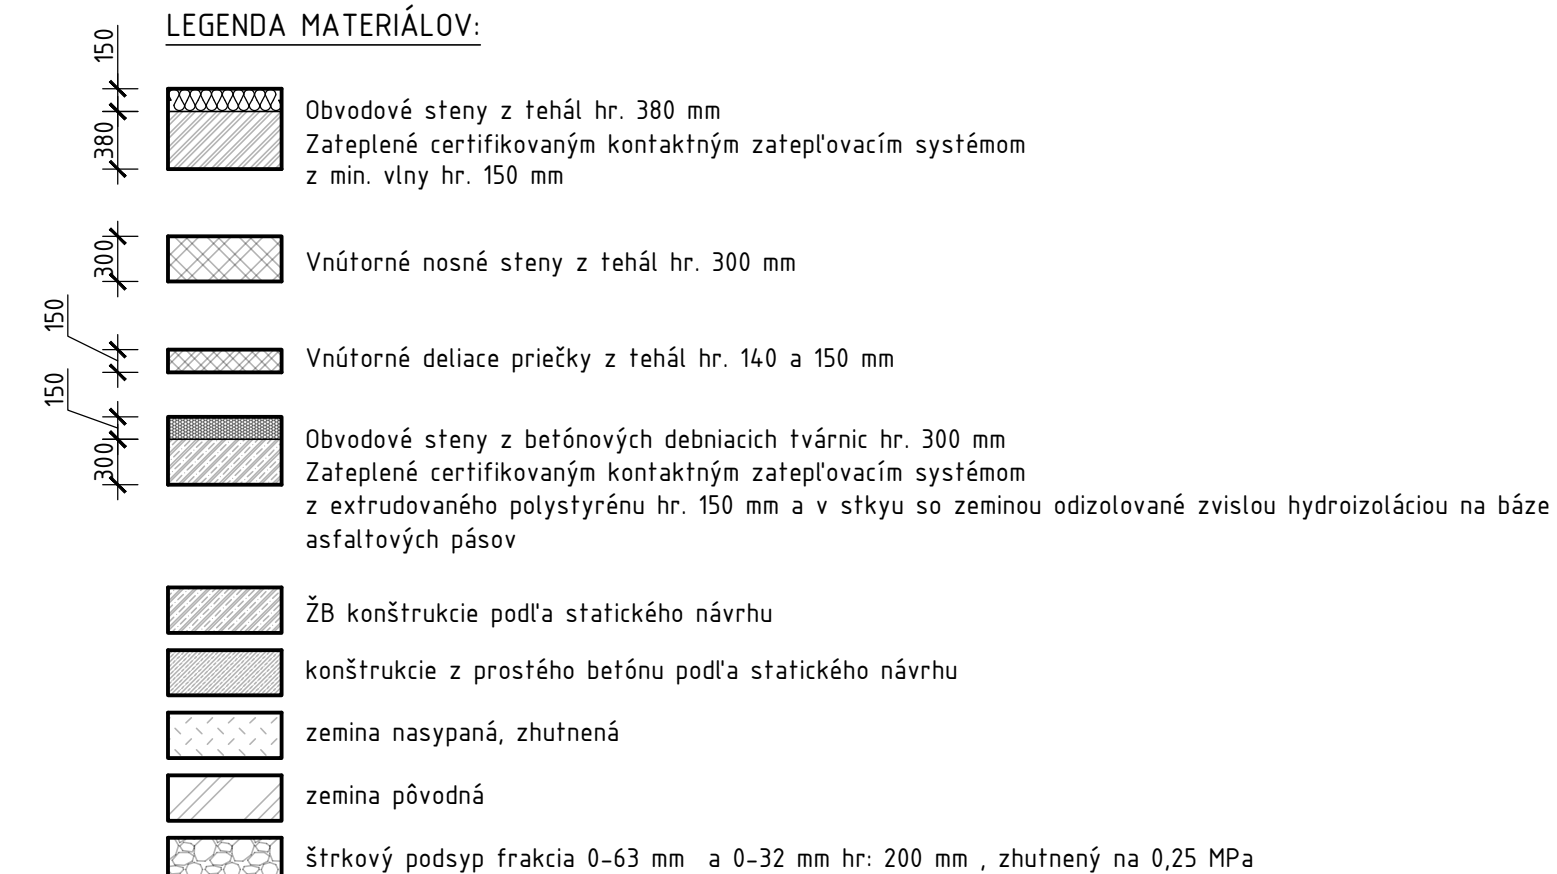 LEGENDA MATERIÁLOV:
150
380
Obvodové steny z tehál hr. 380 mm
Zateplené certifikovaným kontaktným zatepľovacím systémom
z min. vlny hr. 150 mm
300
Vnútorné nosné steny z tehál hr. 300 mm
150
Vnútorné deliace priečky z tehál hr. 140 a 150 mm
150
300
Obvodové steny z betónových debniacich tvárnic hr. 300 mm
Zateplené certifikovaným kontaktným zatepľovacím systémom
z extrudovaného polystyrénu hr. 150 mm a v stkyu so zeminou odizolované zvislou hydroizoláciou na báze
asfaltových pásov
ŽB konštrukcie podľa statického návrhu
konštrukcie z prostého betónu podľa statického návrhu
zemina nasypaná, zhutnená
zemina pôvodná
štrkový podsyp frakcia 0-63 mm  a 0-32 mm hr: 200 mm , zhutnený na 0,25 MPa